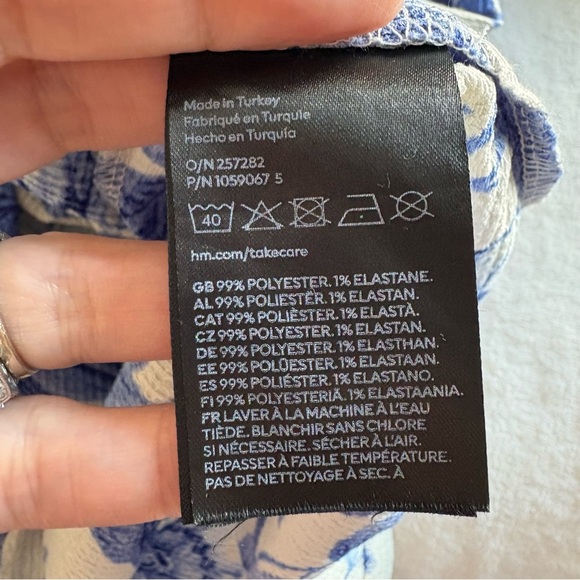 Made in Turkey
Fabriqué en Turquie
Hecho en Turquía
O/N 257282
P/N 1059067 5
40
hm.com/takecare
GB 99% POLYESTER. 1% ELASTANE.
AL 99% POLIESTËR. 1% ELASTAN.
CAT 99% POLIÈSTER. 1% ELASTÀ.
CZ 99% POLYESTER. 1% ELASTAN.
DE 99% POLYESTER. 1% ELASTHAN.
EE 99% POLÜESTER. 1% ELASTAAN.
ES 99% POLIÉSTER. 1% ELASTANO.
FI 99% POLYESTERIÄ. 1% ELASTAANIA.
FR LAVER À LA MACHINE À L'EAU
TIÈDE. BLANCHIR SANS CHLORE
SI NÉCESSAIRE. SÉCHER À L'AIR.
REPASSER À FAIBLE TEMPÉRATURE.
PAS DE NETTOYAGE À SEC. À